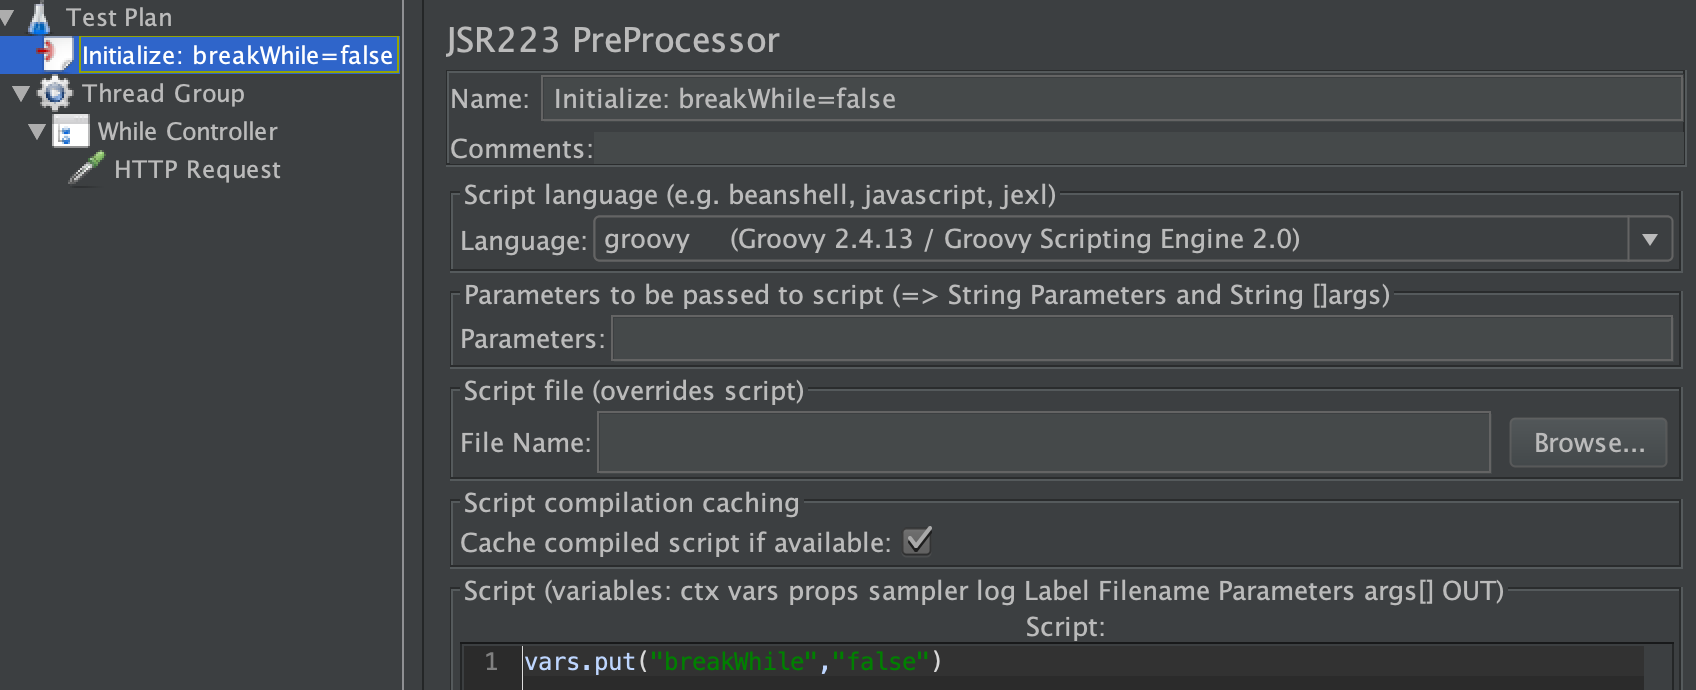 Test Plan
Initialize: breakWhile=false
Thread Group
While Controller
HTTP Request
JSR223 PreProcessor
Name: Initialize: breakWhile=false
Comments:
Script language (e.g. beanshell, javascript, jexl)
Language: groovy (Groovy 2.4.13 / Groovy Scripting Engine 2.0)
Parameters to be passed to script (=> String Parameters and String []args)
Parameters:
Script file (overrides script)
File Name: Browse...
Script compilation caching
Cache compiled script if available:
Script (variables: ctx vars props sampler log Label Filename Parameters args[] OUT)
Script:
1 vars.put("breakWhile","false")